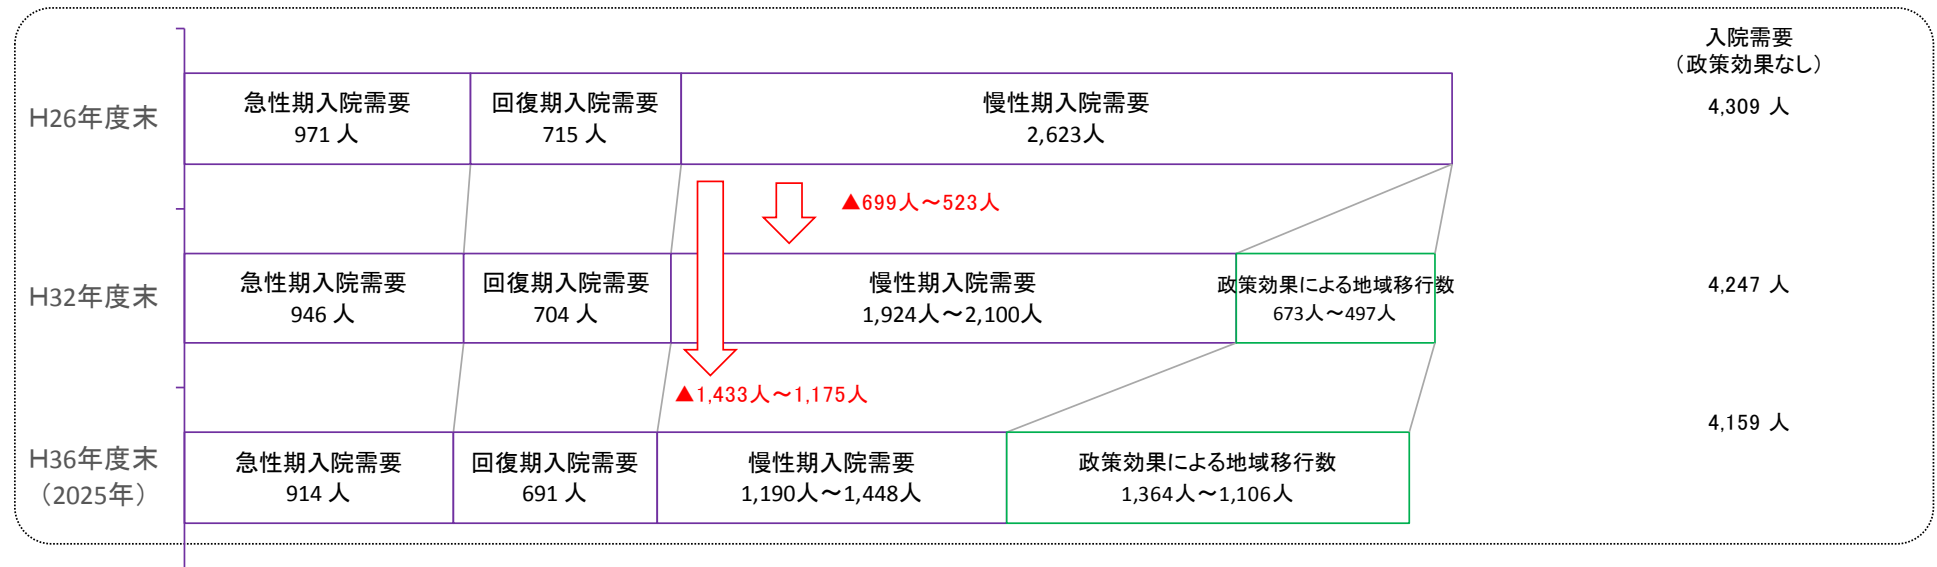 入院需要
（政策効果なし）
H26年度末
急性期入院需要
971 人
回復期入院需要
715 人
慢性期入院需要
2,623人
4,309 人
▲699人～523人
H32年度末
急性期入院需要
946 人
回復期入院需要
704 人
慢性期入院需要
1,924人～2,100人
政策効果による地域移行数
673人～497人
4,247 人
▲1,433人～1,175人
4,159 人
H36年度末
（2025年）
急性期入院需要
914 人
回復期入院需要
691 人
慢性期入院需要
1,190人～1,448人
政策効果による地域移行数
1,364人～1,106人